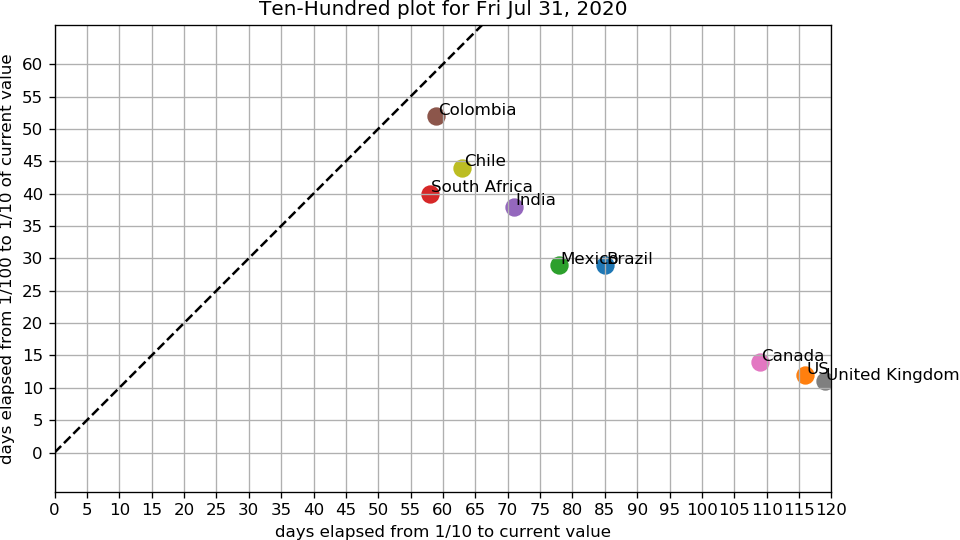 Ten-Hundred plot for Fri Jul 31, 2020
days elapsed from 1/100 to 1/10 of current value
60
55
50
45
40
35
30
25
20
15
10
5
0
Colombia
Chile
South Africa
India
Mexico
Brazil
Canada
US
United Kingdom
0 5 10 15 20 25 30 35 40 45 50 55 60 65 70 75 80 85 90 95 100 105 110 115 120
days elapsed from 1/10 to current value